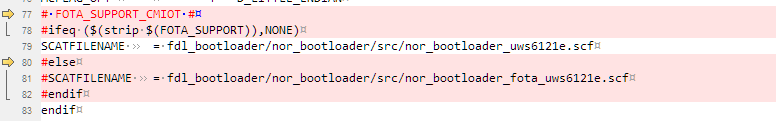 77 # FOTA_SUPPORT_CMIOT #
78 #ifeq ($(strip $(FOTA_SUPPORT)),NONE)
79 SCATFILENAME = fdl_bootloader/nor_bootloader/src/nor_bootloader_uws6121e.scf
80 #else
81 #SCATFILENAME = fdl_bootloader/nor_bootloader/src/nor_bootloader_fota_uws6121e.scf
82 #endif
83 endif